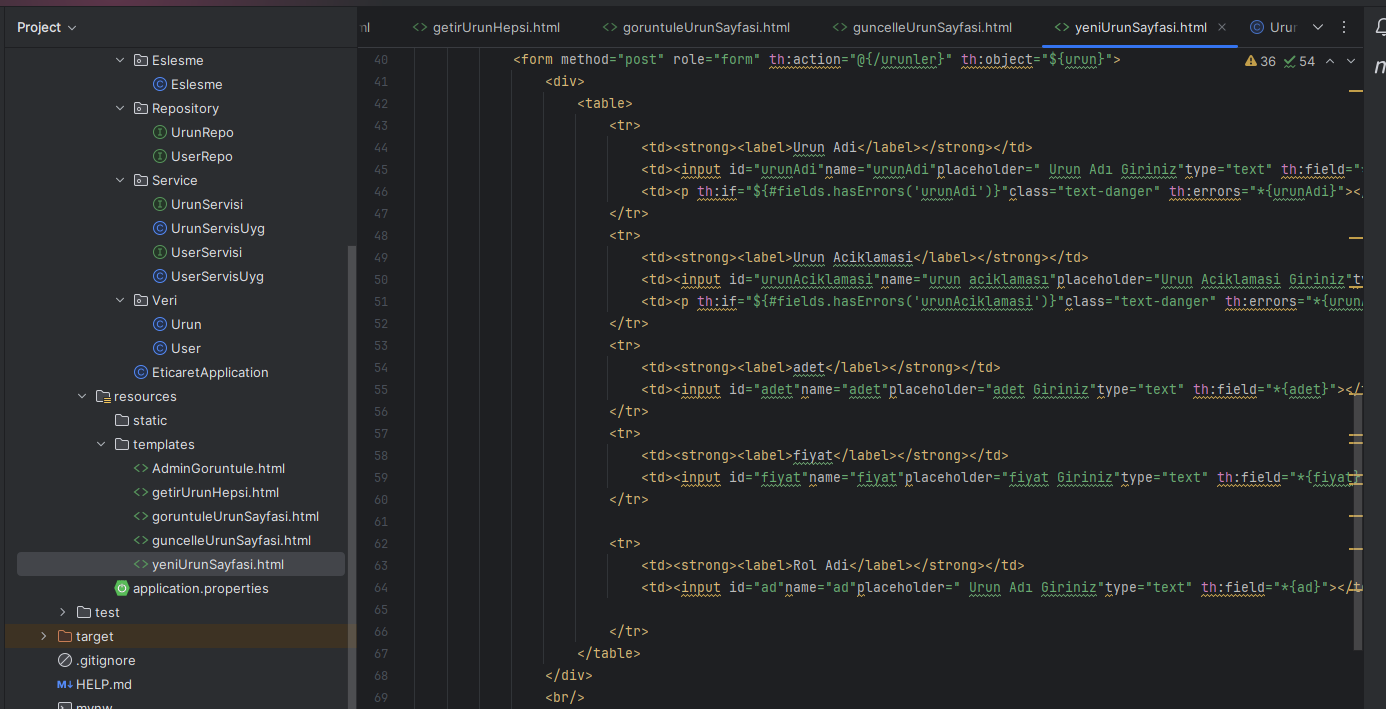 Project
ml
getirUrunHepsi.html
goruntuleUrunSayfasi.html
guncelleUrunSayfasi.html
yeniUrunSayfasi.html
Urun
Eslesme
Eslesme
Repository
UrunRepo
UserRepo
Service
UrunServisi
UrunServisUyg
UserServisi
UserServisUyg
Veri
Urun
User
EticaretApplication
resources
static
templates
AdminGoruntule.html
getirUrunHepsi.html
goruntuleUrunSayfasi.html
guncelleUrunSayfasi.html
yeniUrunSayfasi.html
application.properties
test
target
.gitignore
HELP.md
mvnw
36 54
40 <form method="post" role="form" th:action="@{/urunler}" th:object="${urun}">
41 <div>
42 <table>
43 <tr>
44 <td><strong><label>Urun Adi</label></strong></td>
45 <td><input id="urunAdi"name="urunAdi"placeholder=" Urun Adı Giriniz"type="text" th:field="
46 <td><p th:if="${#fields.hasErrors('urunAdi')}"class="text-danger" th:errors="*{urunAdi}"></
47 </tr>
48 <tr>
49 <td><strong><label>Urun Aciklamasi</label></strong></td>
50 <td><input id="urunAciklamasi"name="urun aciklaması"placeholder="Urun Aciklamasi Giriniz"ty
51 <td><p th:if="${#fields.hasErrors('urunAciklamasi')}"class="text-danger" th:errors="*{urunA
52 </tr>
53 <tr>
54 <td><strong><label>adet</label></strong></td>
55 <td><input id="adet"name="adet"placeholder="adet Giriniz"type="text" th:field="*{adet}"></t
56 </tr>
57 <tr>
58 <td><strong><label>fiyat</label></strong></td>
59 <td><input id="fiyat"name="fiyat"placeholder="fiyat Giriniz"type="text" th:field="*{fiyat}
60 </tr>
61
62 <tr>
63 <td><strong><label>Rol Adi</label></strong></td>
64 <td><input id="ad"name="ad"placeholder=" Urun Adı Giriniz"type="text" th:field="*{ad}"></t
65
66 </tr>
67 </table>
68 </div>
69 <br/>